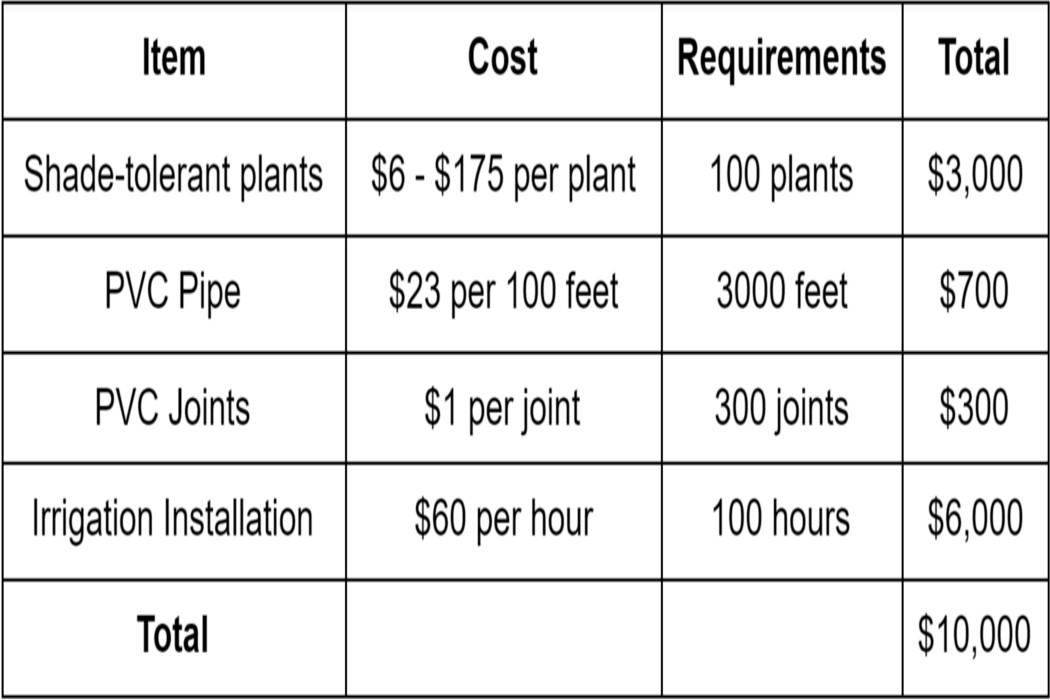 Item Cost Requirements Total
Shade-tolerant plants $6 - $175 per plant 100 plants $3,000
PVC Pipe $23 per 100 feet 3000 feet $700
PVC Joints $1 per joint 300 joints $300
Irrigation Installation $60 per hour 100 hours $6,000
Total $10,000